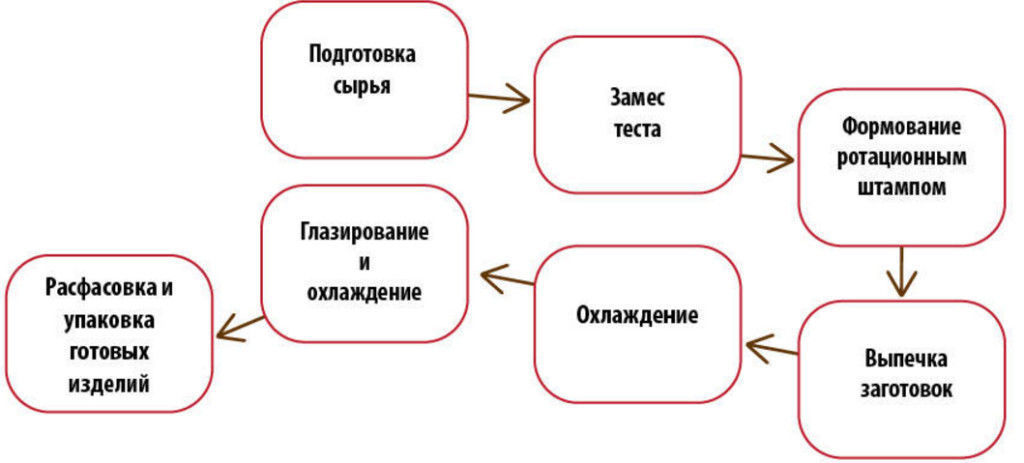 Подготовка
сырья
Замес
теста
Формование
ротационным
штампом
Выпечка
заготовок
Охлаждение
Глазирование
и
охлаждение
Расфасовка и
упаковка
готовых
изделий